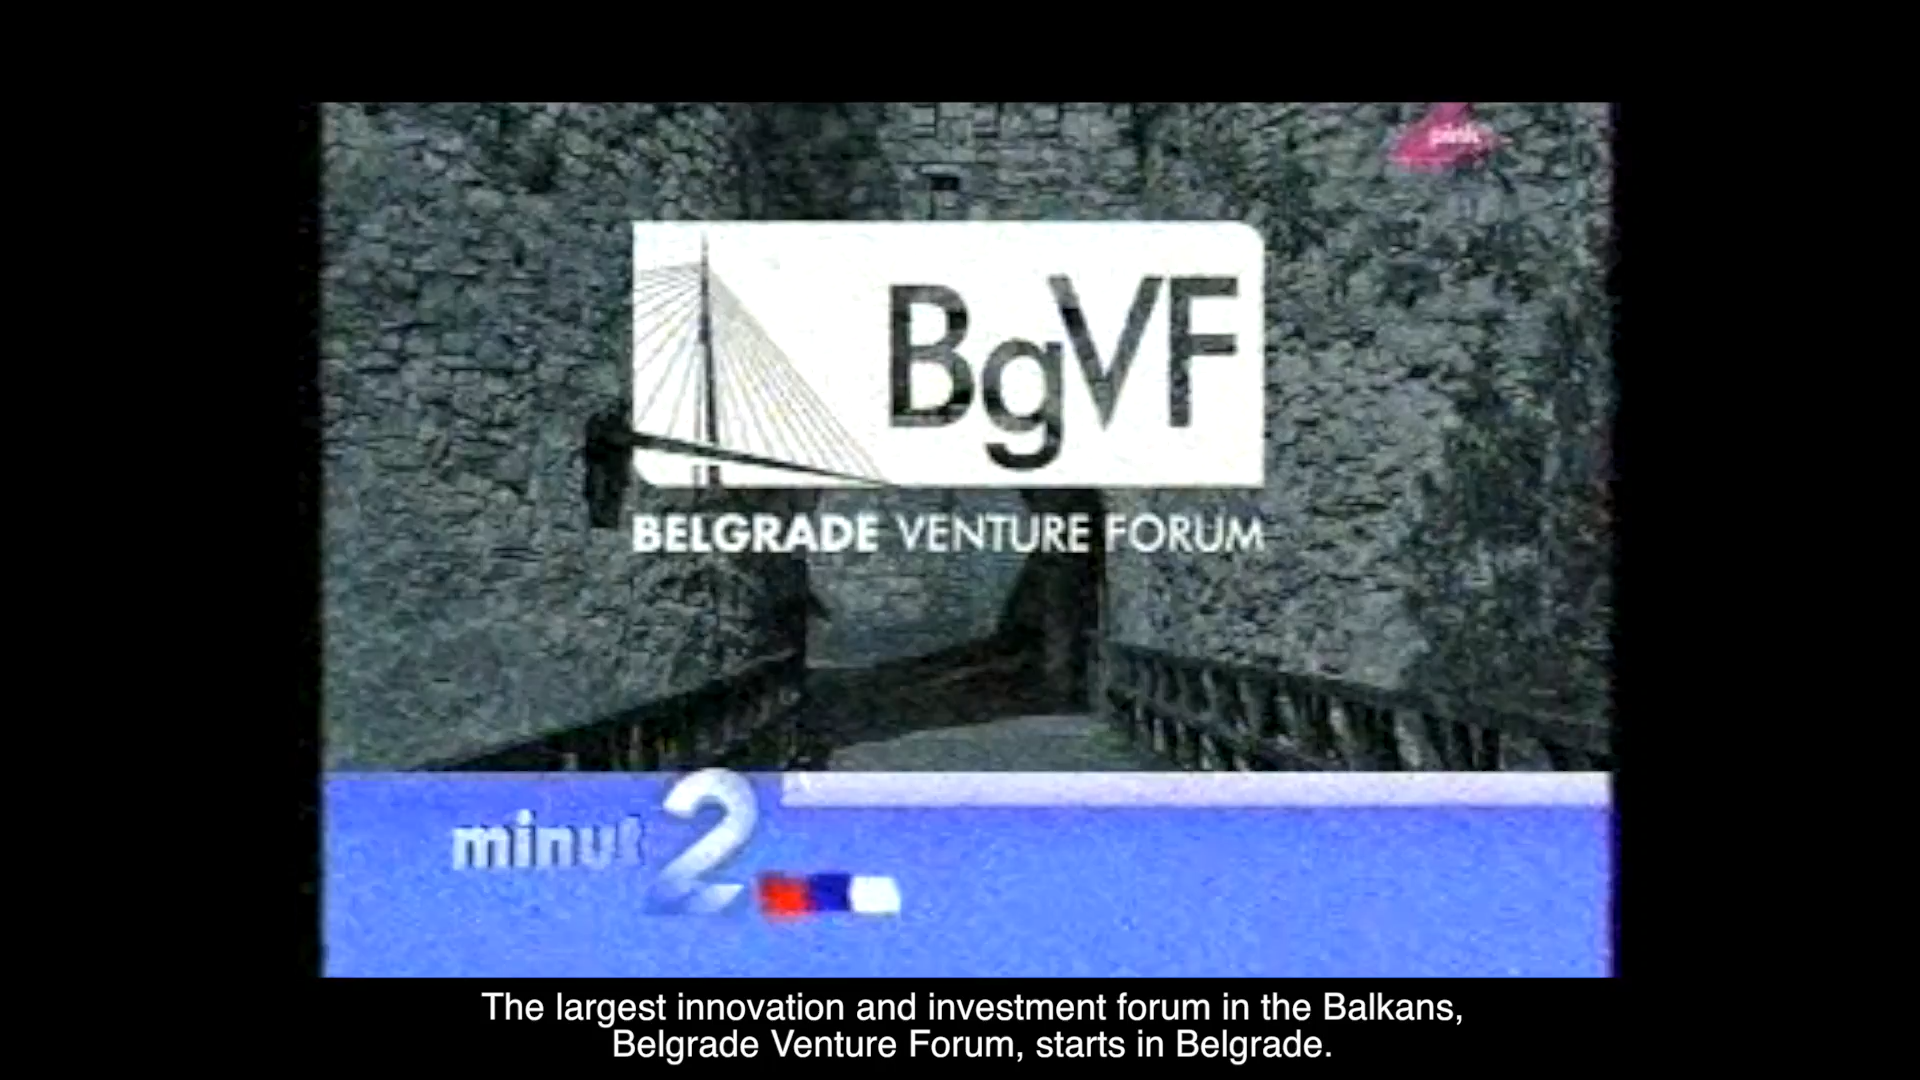 pink
BgVF
BELGRADE VENTURE FORUM
minut 2
The largest innovation and investment forum in the Balkans,
Belgrade Venture Forum, starts in Belgrade.